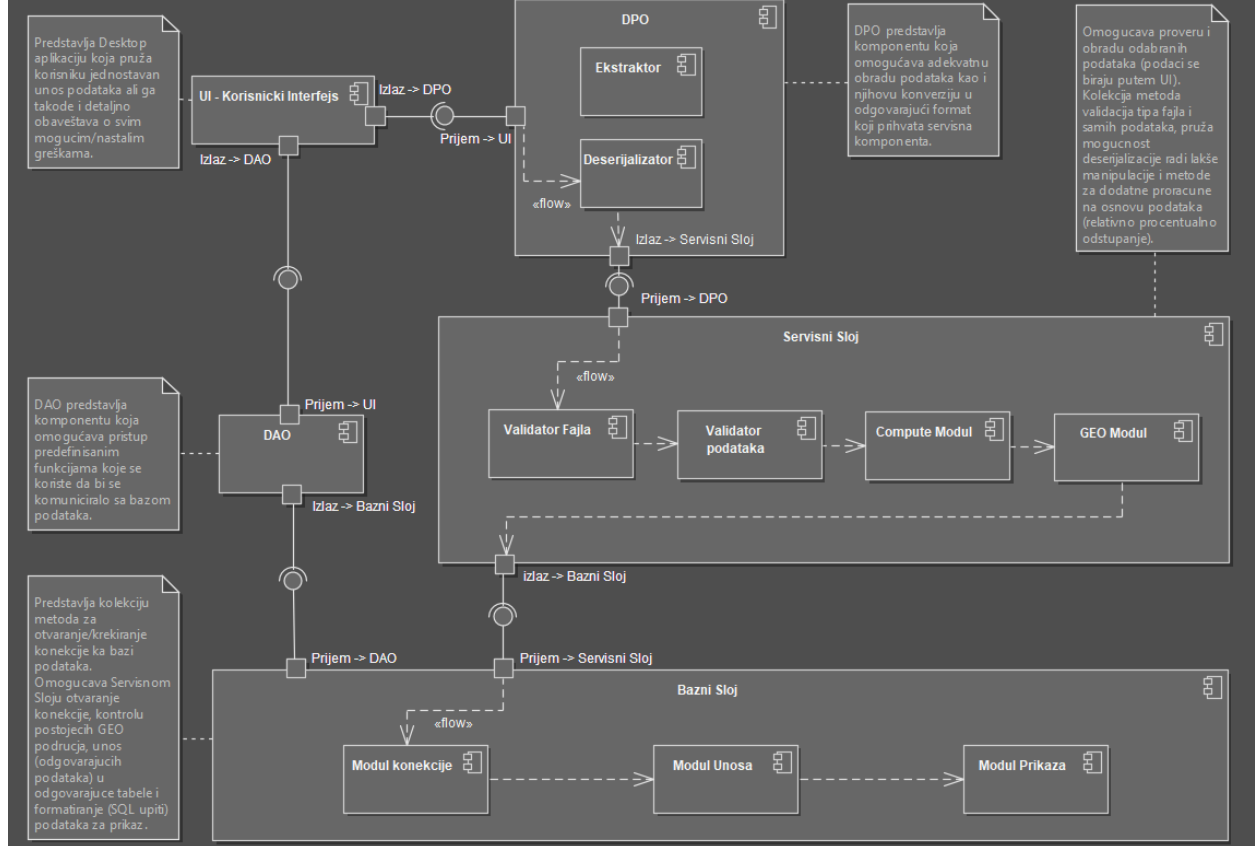 Predstavlja Desktop
aplikaciju koja pruža
korisniku jednostavan
unos podataka ali ga
takode i detaljno
obaveštava o svim
mogucim/nastalim
greškama.
UI - Korisnicki Interfejs
Izlaz -> DPO
Prijem -> UI
Izlaz -> DAO
DPO
Ekstraktor
Deserijalizator
«flow»
Izlaz -> Servisni Sloj
DPO predstavlja
komponentu koja
omogućava adekvatnu
obradu podataka kao i
njihovu konverziju u
odgovarajući format
koji prihvata servisna
komponenta.
Omogucava proveru i
obradu odabranih
podataka (podaci se
biraju putem UI).
Kolekcija metoda
validacija tipa fajla i
samih podataka, pruža
mogucnost
deserijalizacije radi lakše
manipulacije i metode
za dodatne proracune
na osnovu podataka
(relativno procentualno
odstupanje).
Prijem -> DPO
Servisni Sloj
«flow»
Validator Fajla
Validator
podataka
Compute Modul
GEO Modul
izlaz -> Bazni Sloj
DAO predstavlja
komponentu koja
omogućava pristup
predefinisanim
funkcijama koje se
koriste da bi se
komuniciralo sa bazom
podataka.
Prijem -> UI
DAO
Izlaz -> Bazni Sloj
Predstavlja kolekciju
metoda za
otvaranje/krekiranje
konekcije ka bazi
podataka.
Omogucava Servisnom
Sloju otvaranje
konekcije, kontrolu
postojecih GEO
podrucja, unos
(odgovarajucih
podataka) u
odgovarajuce tabele i
formatiranje (SQL upiti)
podataka za prikaz.
Prijem -> DAO
Prijem -> Servisni Sloj
Bazni Sloj
«flow»
Modul konekcije
Modul Unosa
Modul Prikaza